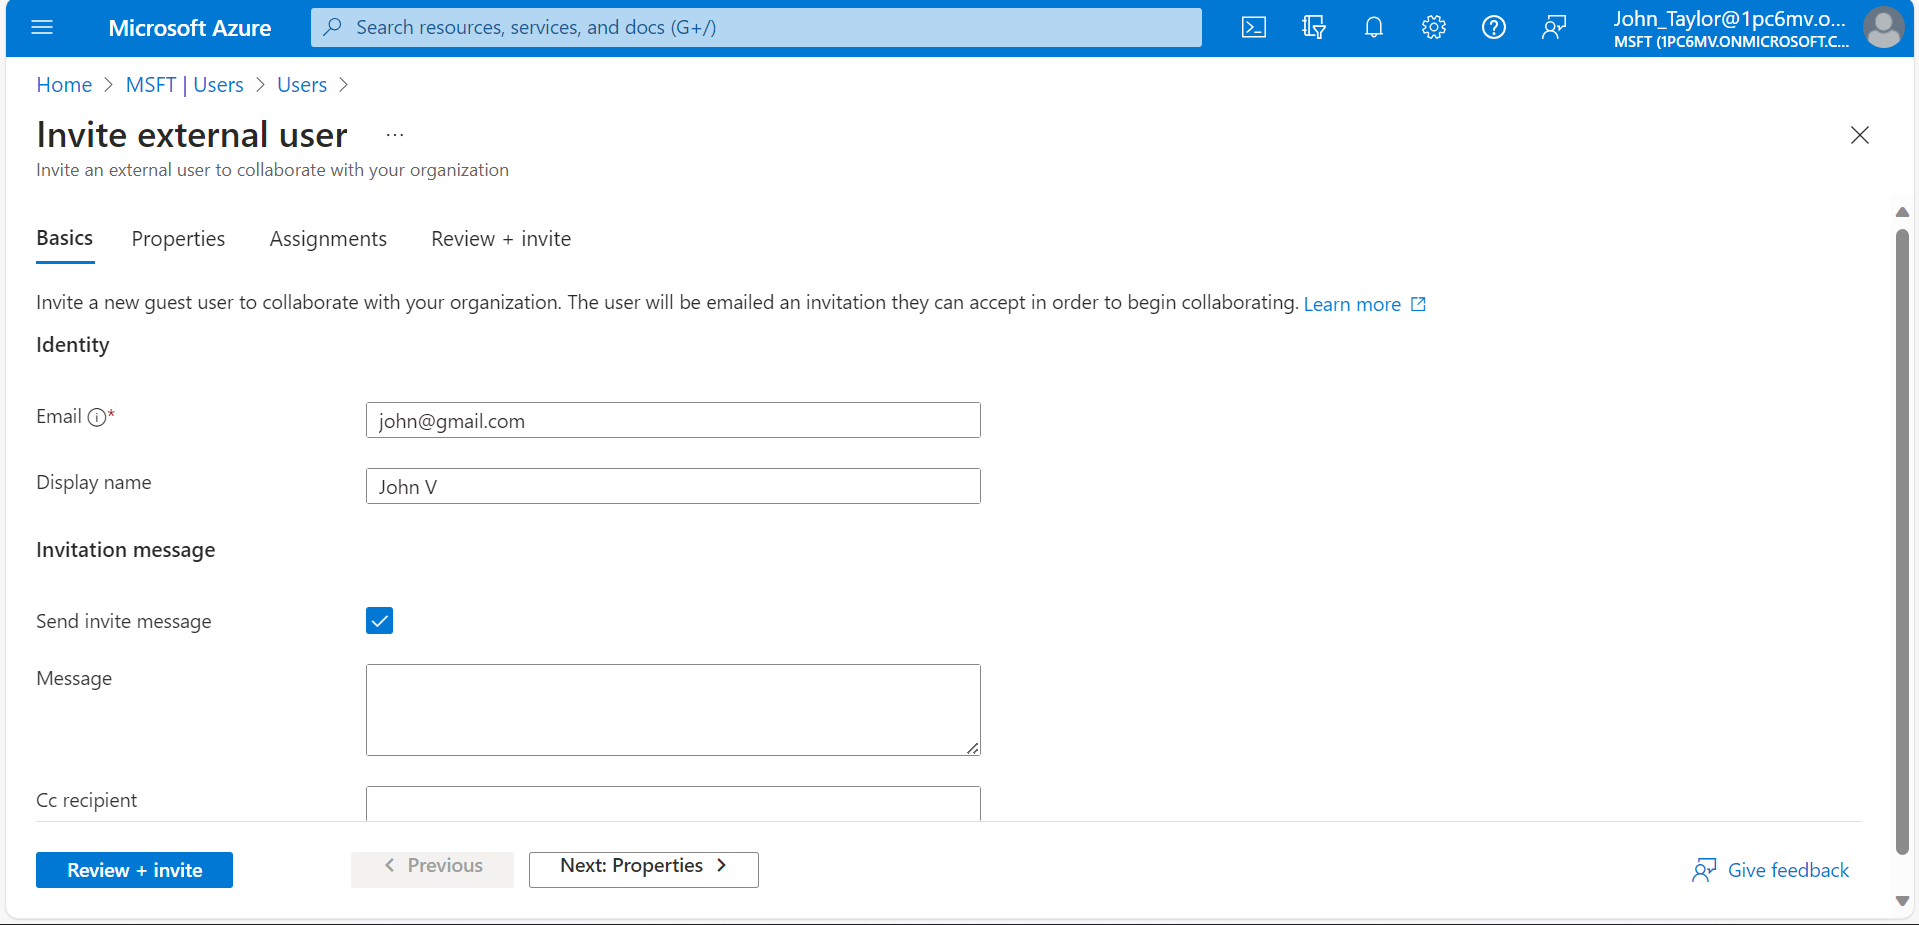 Microsoft Azure
Search resources, services, and docs (G+/)
John_Taylor@1pc6mv.o...
MSFT (1PC6MV.ONMICROSOFT.C...
Home > MSFT | Users > Users >
Invite external user ...
Invite an external user to collaborate with your organization
Basics Properties Assignments Review + invite
Invite a new guest user to collaborate with your organization. The user will be emailed an invitation they can accept in order to begin collaborating. Learn more
Identity
Email *
john@gmail.com
Display name
John V
Invitation message
Send invite message
Message
Cc recipient
Review + invite
< Previous
Next: Properties >
Give feedback